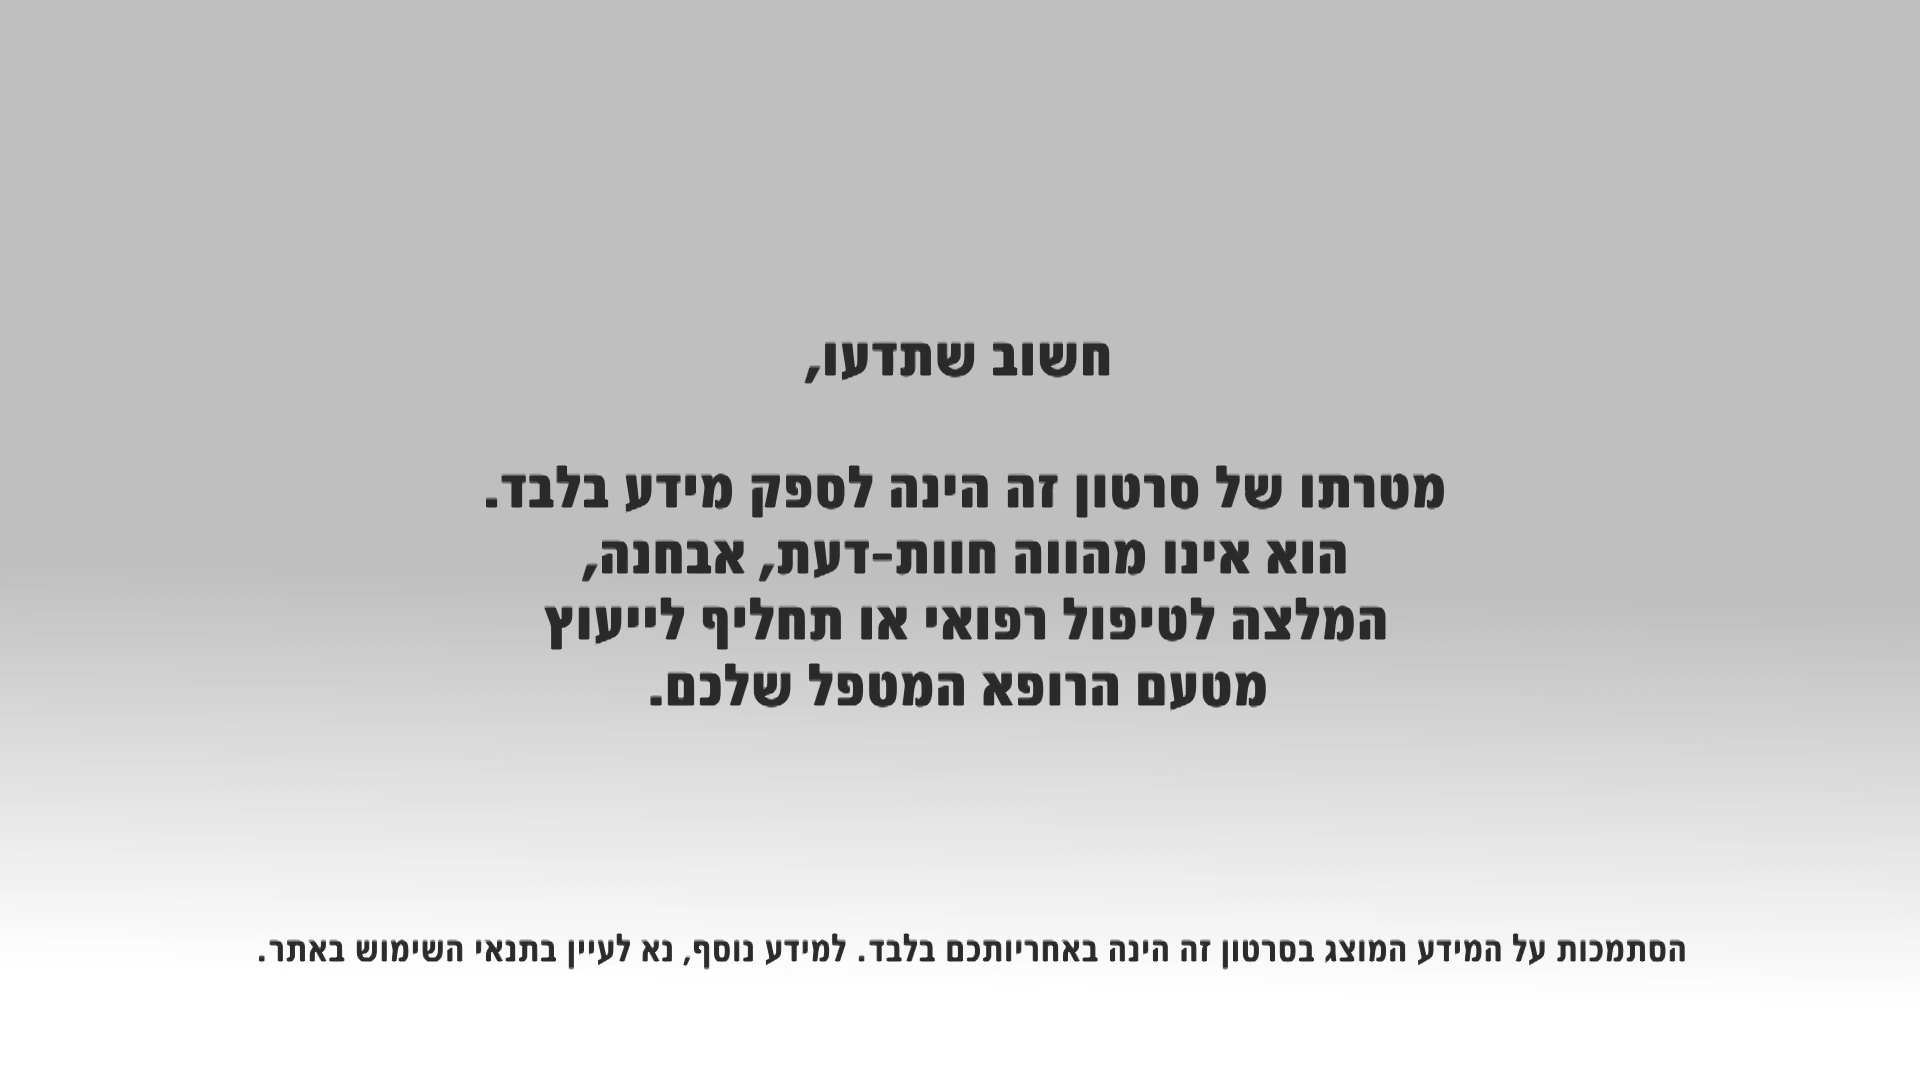 חשוב שתדעו,
מטרתו של סרטון זה הינה לספק מידע בלבד.
הוא אינו מהווה חוות-דעת, אבחנה,
המלצה לטיפול רפואי או תחליף לייעוץ
מטעם הרופא המטפל שלכם.
הסתמכות על המידע המוצג בסרטון זה הינה באחריותכם בלבד. למידע נוסף, נא לעיין בתנאי השימוש באתר.